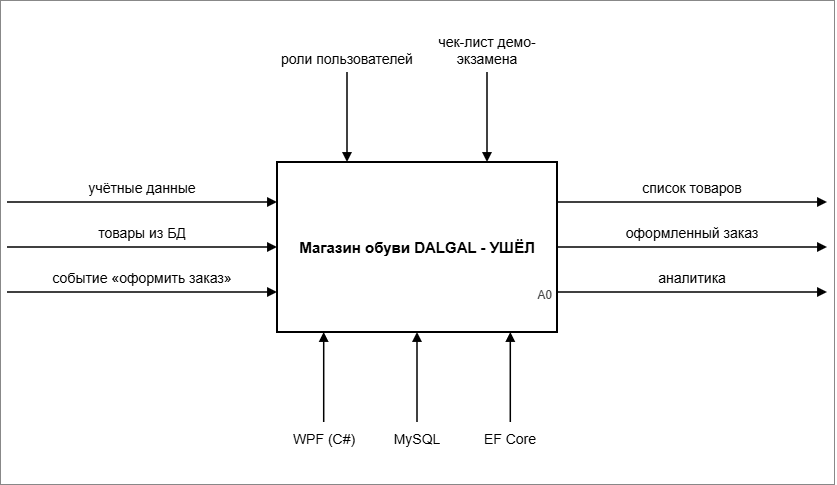 чек-лист демо-
роли пользователей
экзамена
учётные данные
список товаров
товары из БД
Магазин обуви DALGAL - УШЁЛ
оформленный заказ
событие «оформить заказ»
A0
аналитика
WPF (C#)
MySQL
EF Core